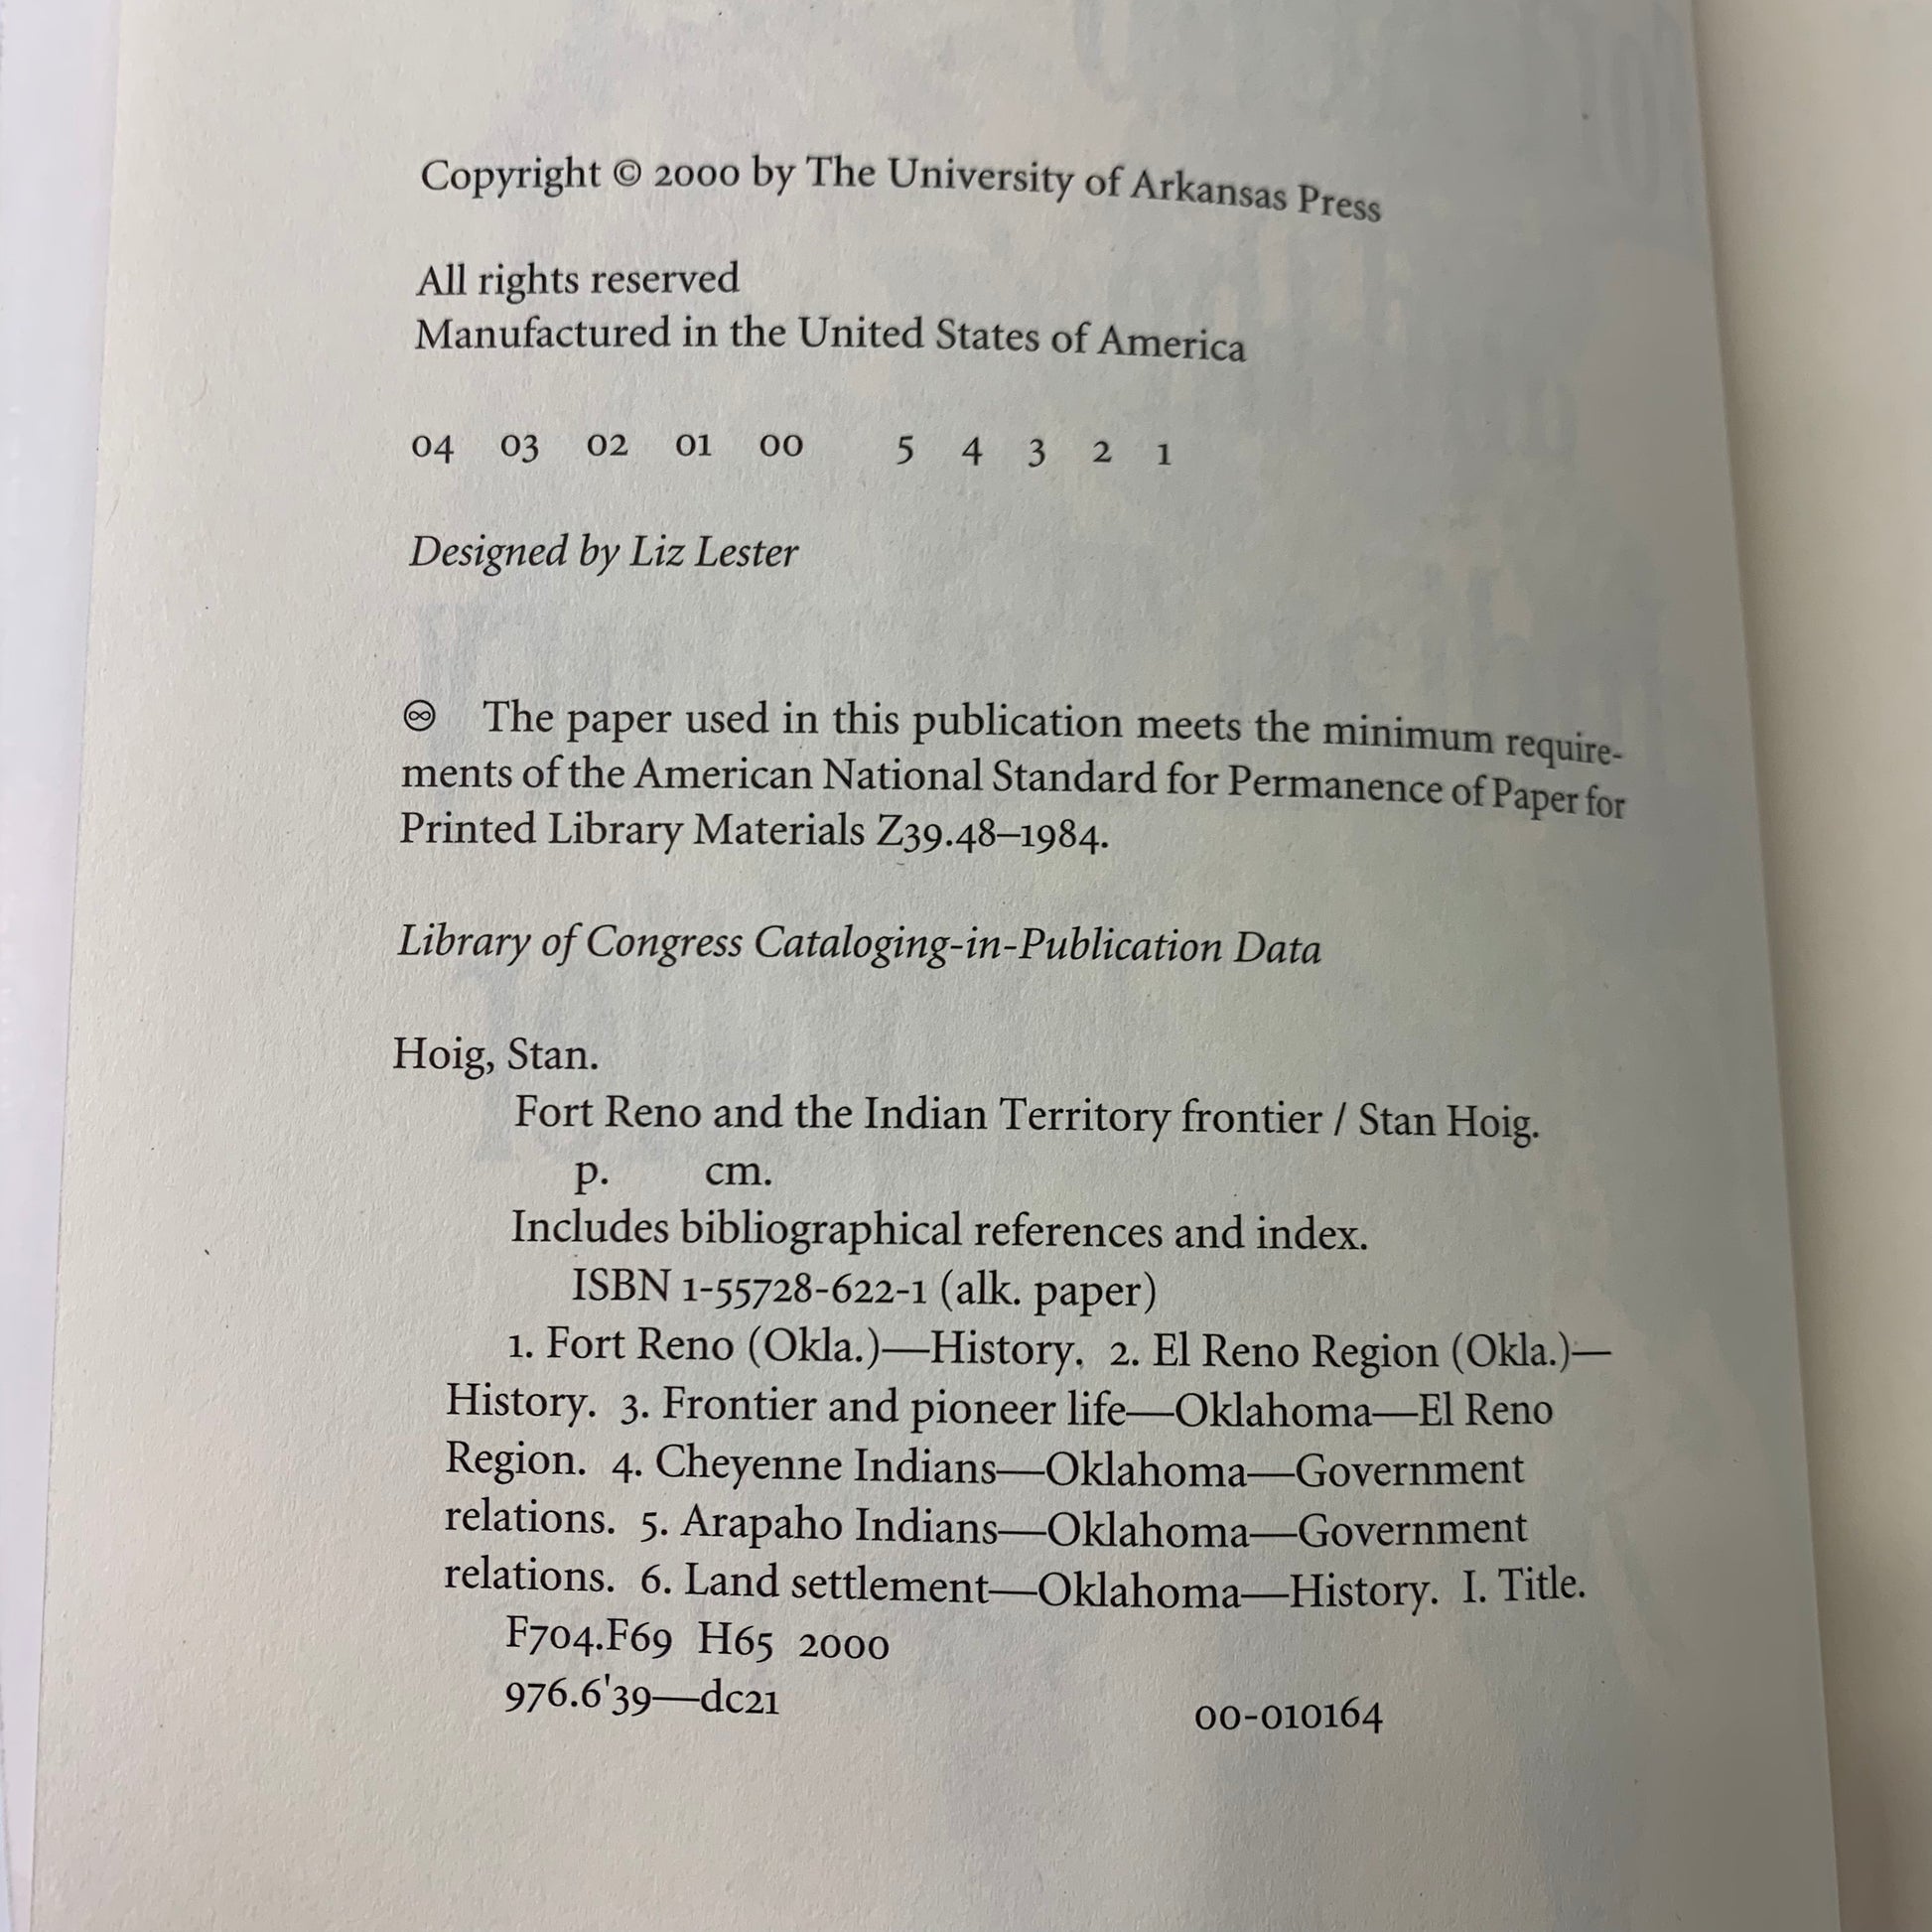 Copyright © 2000 by The University of Arkansas Press
All rights reserved
Manufactured in the United States of America
04 03 02 01 00 5 4 3 2 1
Designed by Liz Lester
♾ The paper used in this publication meets the minimum require-
ments of the American National Standard for Permanence of Paper for
Printed Library Materials Z39.48–1984.
Library of Congress Cataloging-in-Publication Data
Hoig, Stan.
Fort Reno and the Indian Territory frontier / Stan Hoig.
p. cm.
Includes bibliographical references and index.
ISBN 1-55728-622-1 (alk. paper)
1. Fort Reno (Okla.)—History. 2. El Reno Region (Okla.)—
History. 3. Frontier and pioneer life—Oklahoma—El Reno
Region. 4. Cheyenne Indians—Oklahoma—Government
relations. 5. Arapaho Indians—Oklahoma—Government
relations. 6. Land settlement—Oklahoma—History. I. Title.
F704.F69 H65 2000
976.6'39—dc21
00-010164